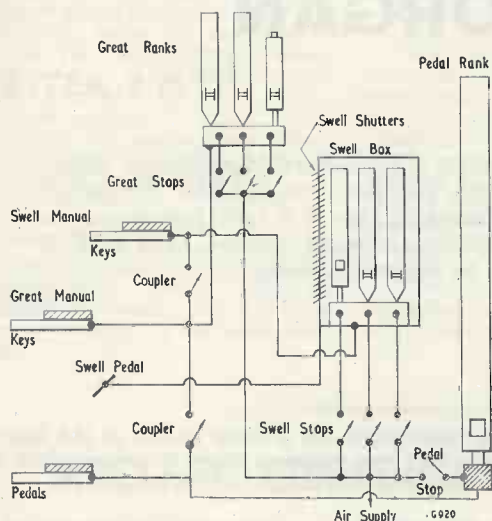 Great Ranks
Pedal Rank
Swell Shutters
Swell Box
Great Stops
Swell Manual
Keys
Coupler
Great Manual
Keys
Swell Pedal
Coupler
Swell Stops
Pedal
Stop
Pedals
Air Supply
.G920